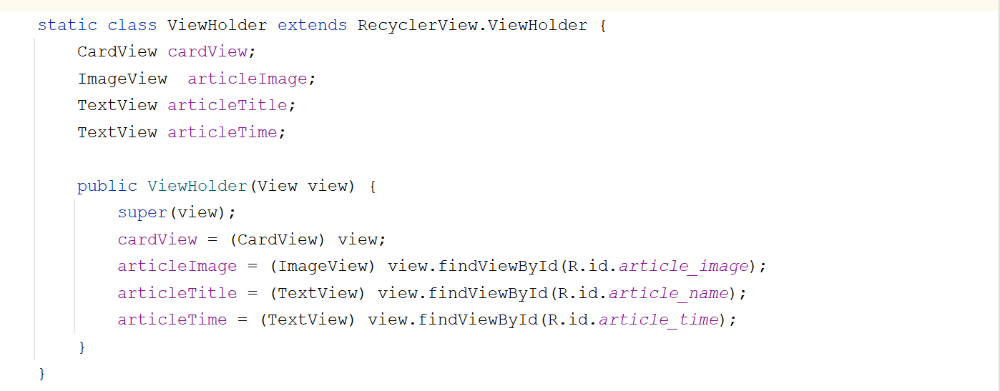 static class ViewHolder extends RecyclerView.ViewHolder {
    CardView cardView;
    ImageView  articleImage;
    TextView articleTitle;
    TextView articleTime;

    public ViewHolder(View view) {
        super(view);
        cardView = (CardView) view;
        articleImage = (ImageView) view.findViewById(R.id.article_image);
        articleTitle = (TextView) view.findViewById(R.id.article_name);
        articleTime = (TextView) view.findViewById(R.id.article_time);
    }
}